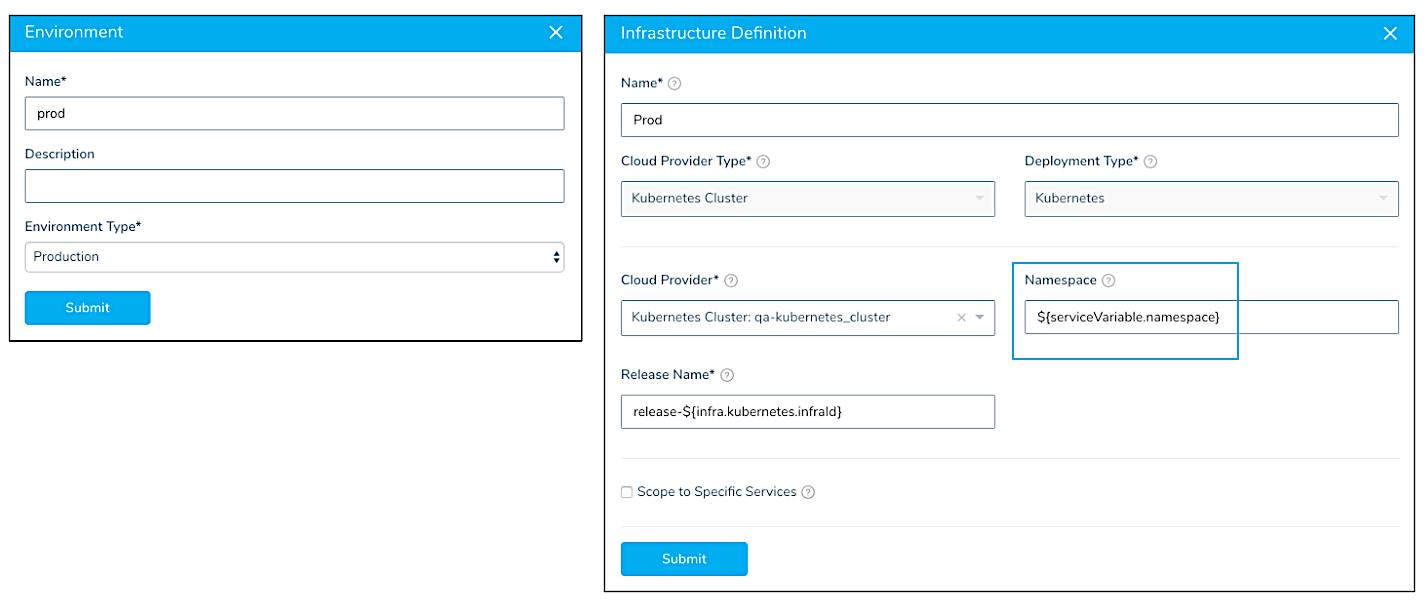 Environment
Name*
prod
Description
Environment Type*
Production
Submit
Infrastructure Definition
Name* ?
Prod
Cloud Provider Type* ? Deployment Type* ?
Kubernetes Cluster Kubernetes
Cloud Provider* ? Namespace ?
Kubernetes Cluster: qa-kubernetes_cluster ${serviceVariable.namespace}
Release Name* ?
release-${infra.kubernetes.infraId}
Scope to Specific Services ?
Submit